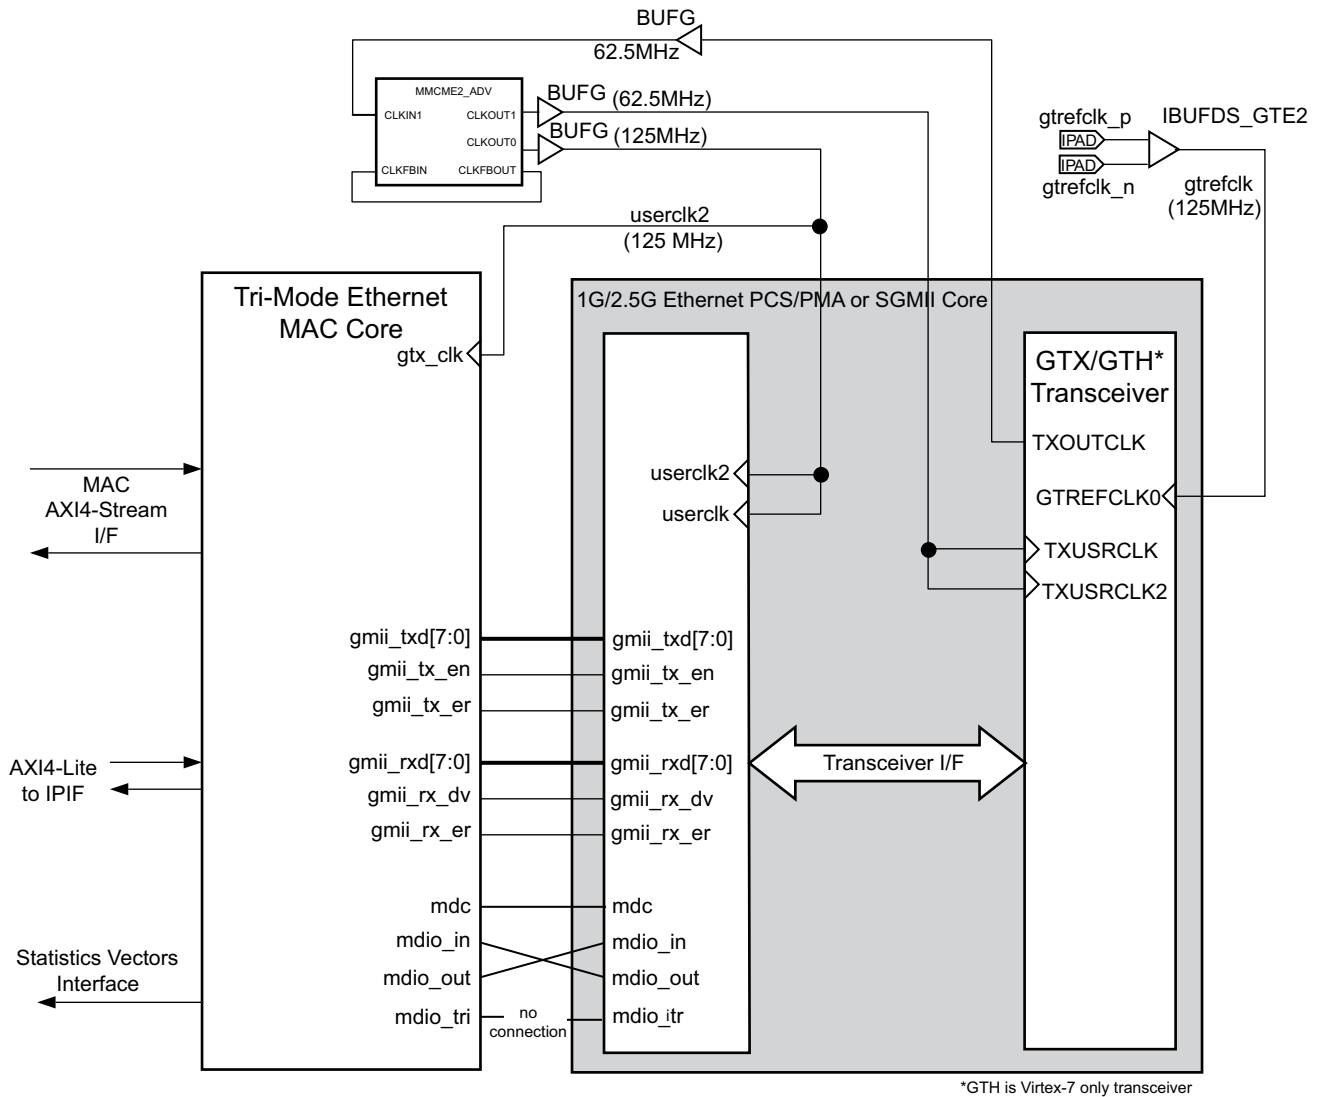 BUFG
62.5MHz
MMCME2_ADV
CLKIN1
CLKOUT1
CLKOUT0
CLKFBIN
CLKFBOUT
BUFG (62.5MHz)
BUFG (125MHz)
gtrefclk_p
IPAD
IPAD
gtrefclk_n
IBUFDS_GTE2
gtrefclk
(125MHz)
userclk2
(125 MHz)
Tri-Mode Ethernet
MAC Core
gtx_clk
1G/2.5G Ethernet PCS/PMA or SGMII Core
GTX/GTH*
Transceiver
TXOUTCLK
GTREFCLK0
TXUSRCLK
TXUSRCLK2
userclk2
userclk
MAC
AXI4-Stream
I/F
gmii_txd[7:0]
gmii_tx_en
gmii_tx_er
gmii_rxd[7:0]
gmii_rx_dv
gmii_rx_er
mdc
mdio_in
mdio_out
mdio_tri
gmii_txd[7:0]
gmii_tx_en
gmii_tx_er
gmii_rxd[7:0]
gmii_rx_dv
gmii_rx_er
mdc
mdio_in
mdio_out
mdio_itr
no
connection
Transceiver I/F
AXI4-Lite
to IPIF
Statistics Vectors
Interface
*GTH is Virtex-7 only transceiver